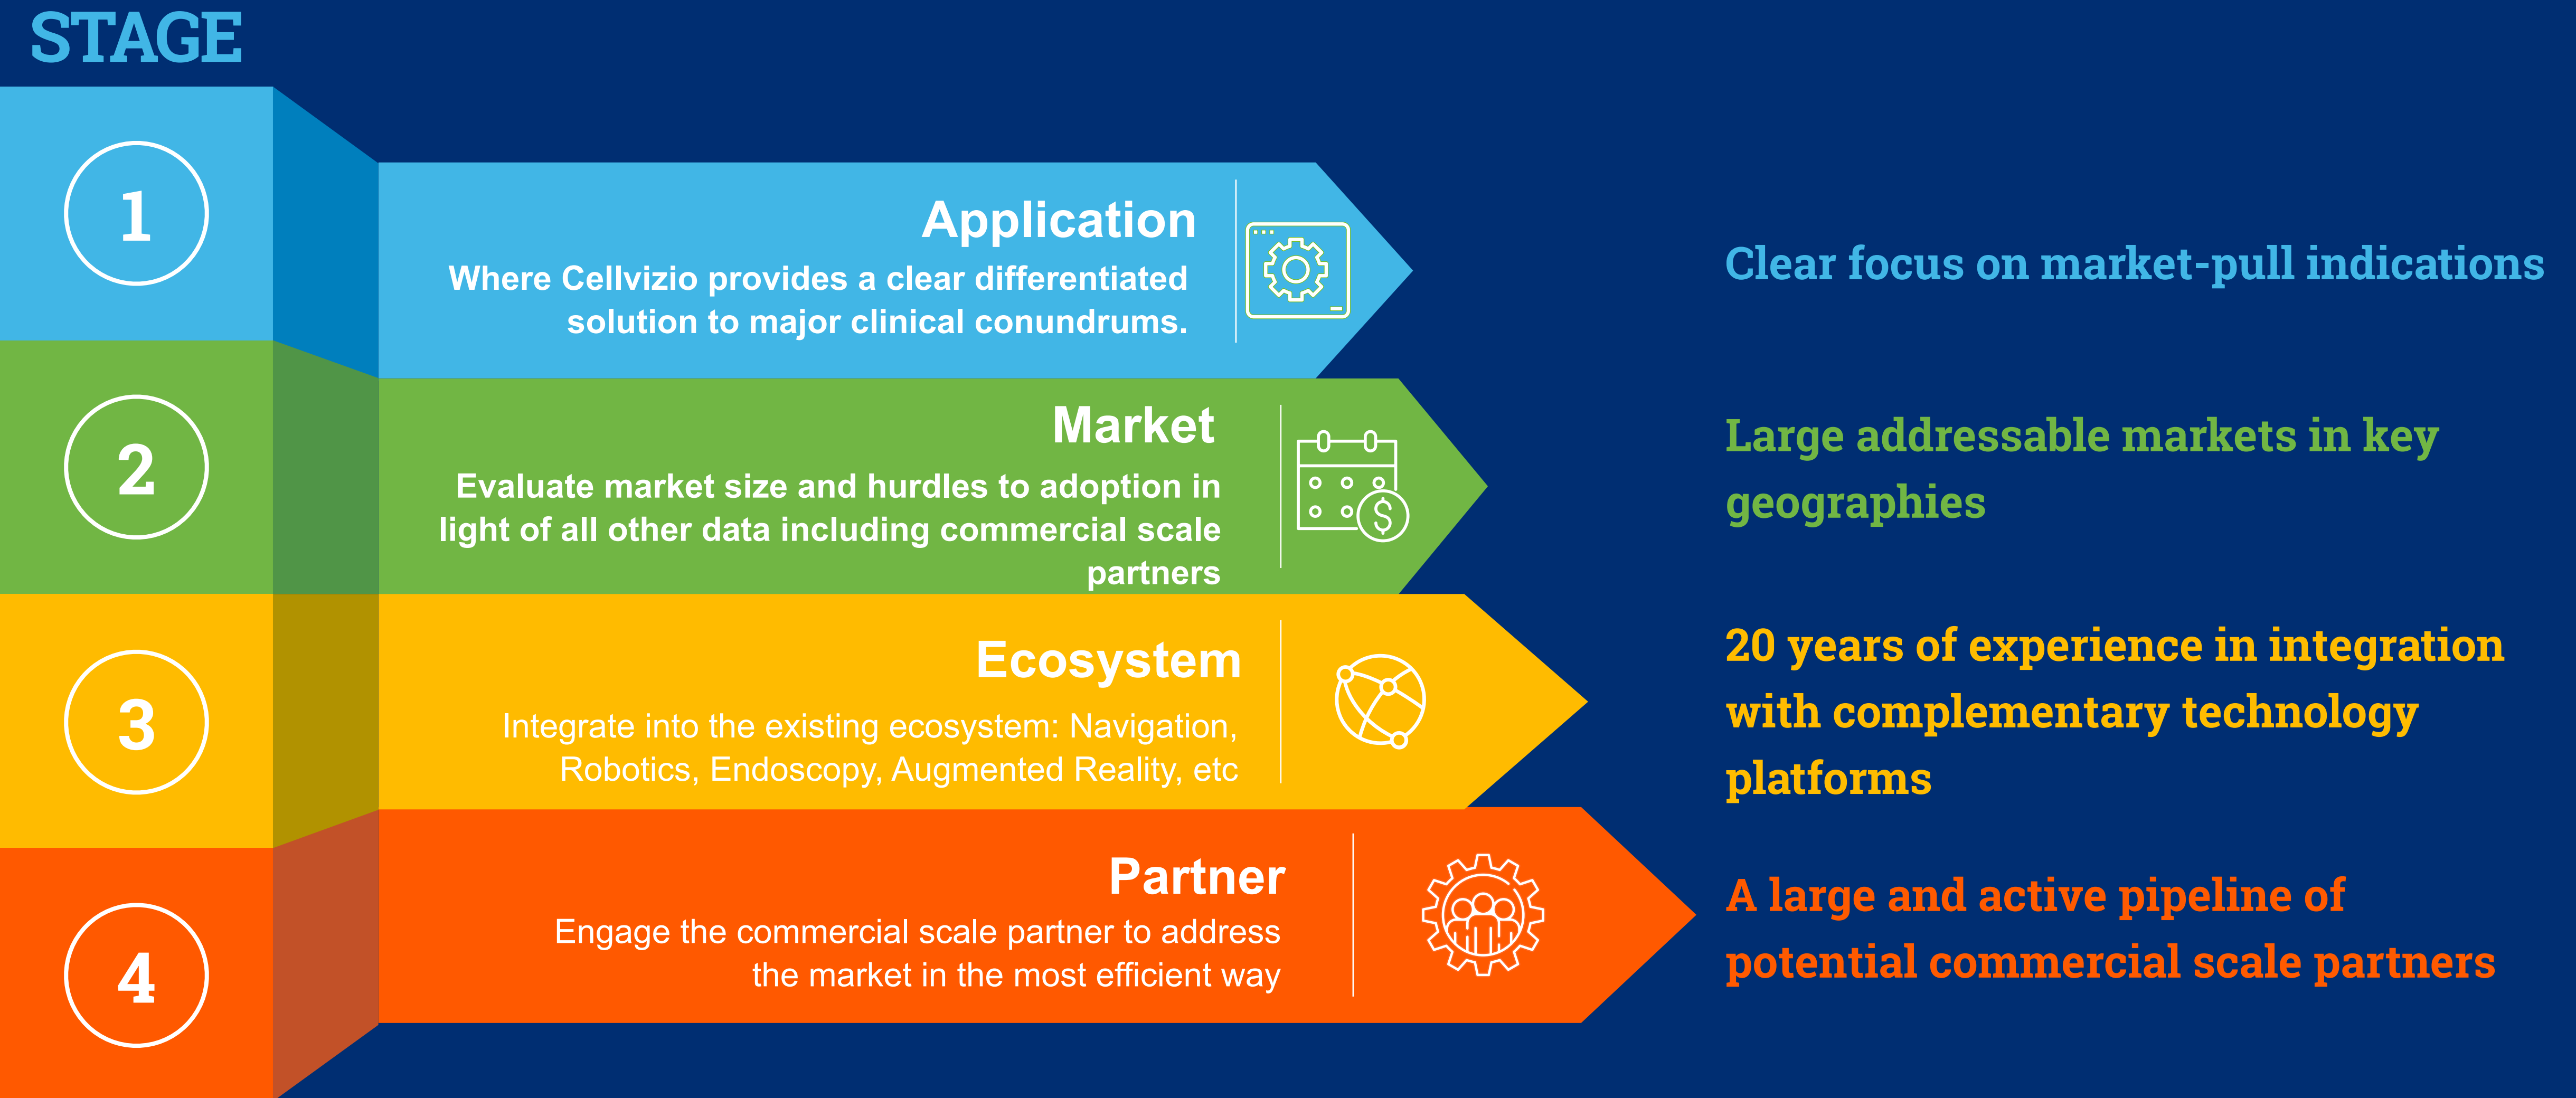 STAGE
1
Application
Where Cellvizio provides a clear differentiated
solution to major clinical conundrums.
Clear focus on market-pull indications
2
Market
Evaluate market size and hurdles to adoption in
light of all other data including commercial scale
partners
$
Large addressable markets in key
geographies
3
Ecosystem
Integrate into the existing ecosystem: Navigation,
Robotics, Endoscopy, Augmented Reality, etc
20 years of experience in integration
with complementary technology
platforms
4
Partner
Engage the commercial scale partner to address
the market in the most efficient way
A large and active pipeline of
potential commercial scale partners